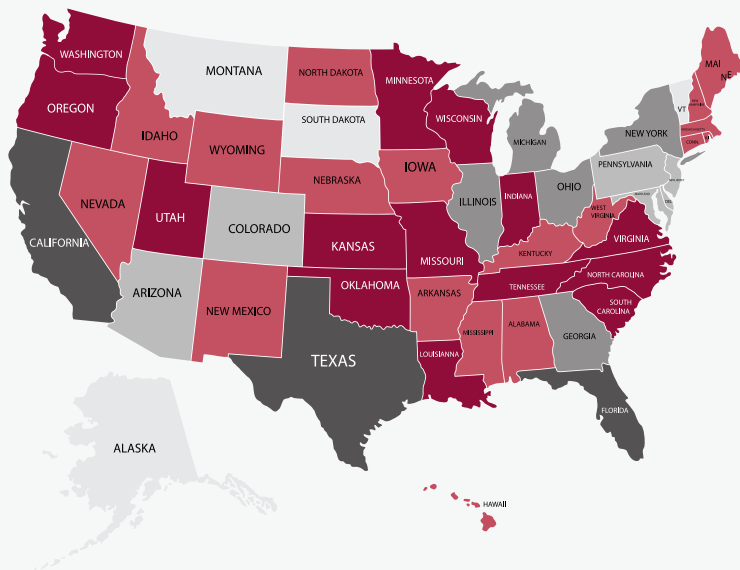 WASHINGTON
MONTANA
NORTH DAKOTA
MINNESOTA
MAI
NE
OREGON
IDAHO
SOUTH DAKOTA
WISCONSIN
VT
MICHIGAN
NEW YORK
WYOMING
IOWA
CONN.
PENNSYLVANIA
NEBRASKA
NEVADA
UTAH
ILLINOIS
INDIANA
OHIO
DEL
CALIFORNIA
COLORADO
KANSAS
MISSOURI
WEST
VIRGINIA
VIRGINIA
KENTUCKY
ARIZONA
NEW MEXICO
OKLAHOMA
ARKANSAS
TENNESSEE
NORTH CAROLINA
SOUTH
CAROLINA
MISSISSIPPI
ALABAMA
GEORGIA
TEXAS
LOUISIANNA
FLORIDA
ALASKA
HAWAII